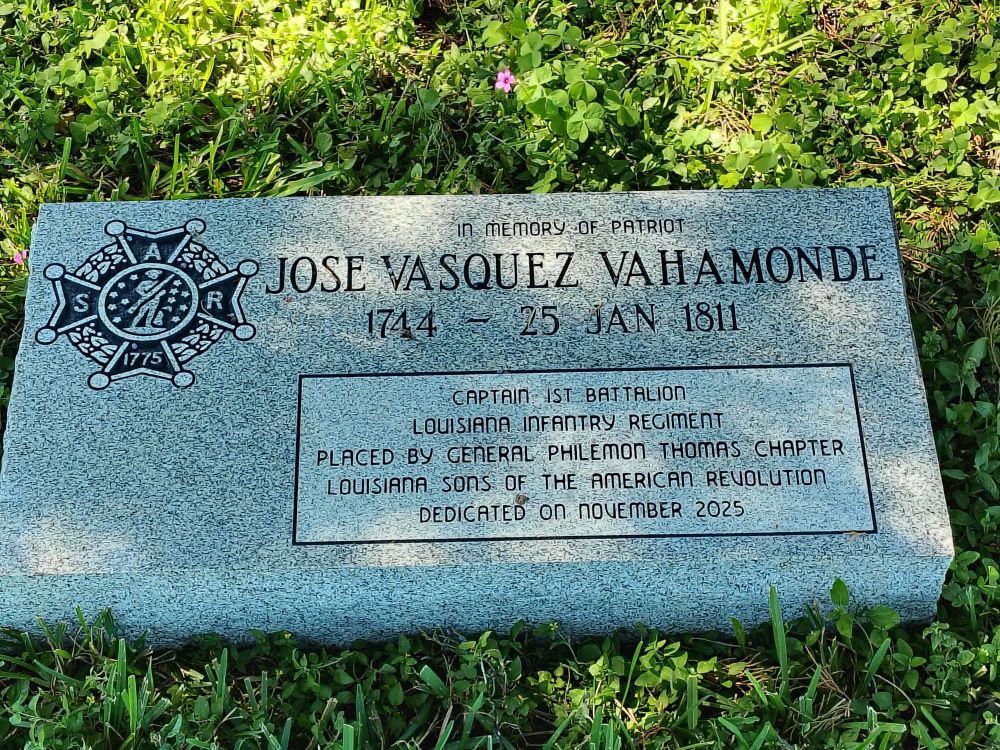 IN MEMORY OF PATRIOT
JOSE VASQUEZ VAHAMONDE
1744 - 25 JAN 1811
SAR
1775
CAPTAIN 1ST BATTALION
LOUISIANA INFANTRY REGIMENT
PLACED BY GENERAL PHILEMON THOMAS CHAPTER
LOUISIANA SONS OF THE AMERICAN REVOLUTION
DEDICATED ON NOVEMBER 2025